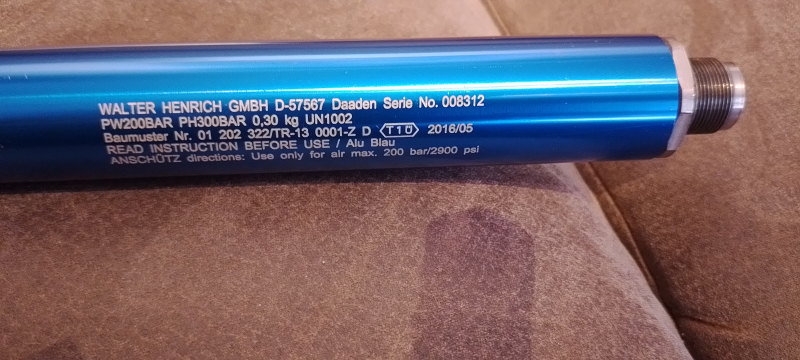 WALTER HENRICH GMBH D-57567 Daaden Serie No. 008312
PW200BAR PH300BAR 0,30 kg UN1002
Baumuster Nr. 01 202 322/TR-13 0001-Z D T10 2016/05
READ INSTRUCTION BEFORE USE / Alu Blau
ANSCHÜTZ directions: Use only for air max. 200 bar/2900 psi